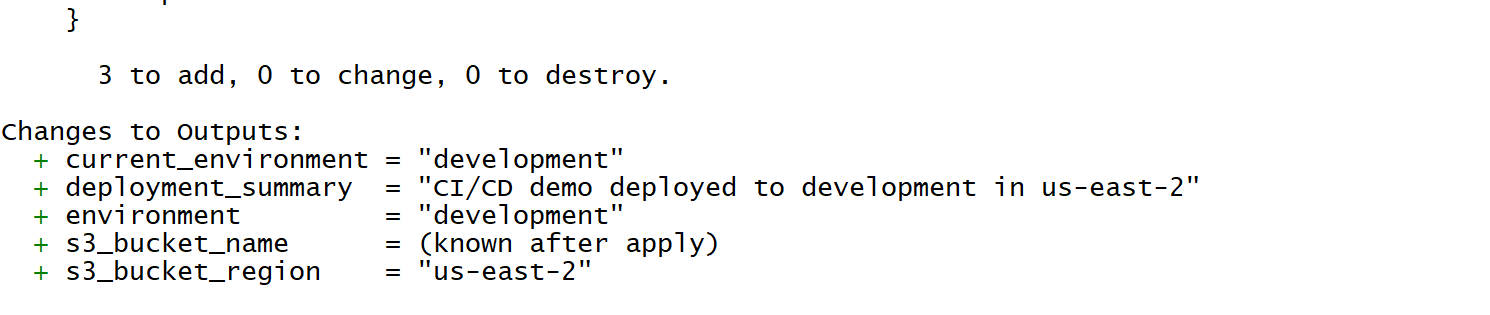 }
3 to add, 0 to change, 0 to destroy.
Changes to Outputs:
+ current_environment = "development"
+ deployment_summary  = "CI/CD demo deployed to development in us-east-2"
+ environment         = "development"
+ s3_bucket_name      = (known after apply)
+ s3_bucket_region    = "us-east-2"